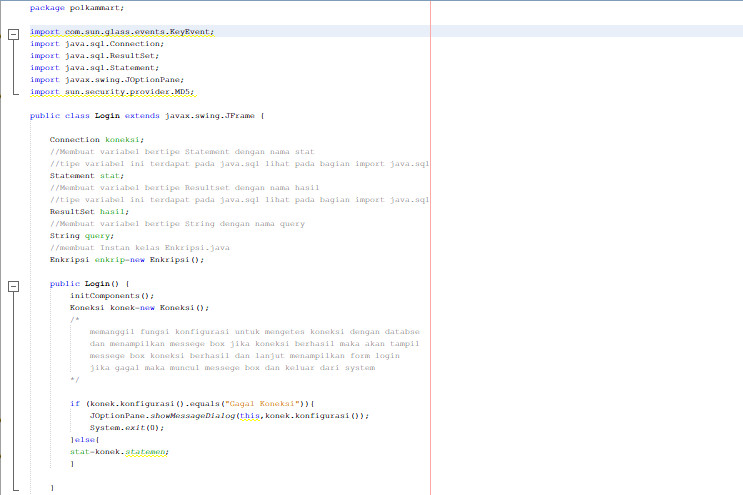 package polkammart;
import com.sun.glass.events.KeyEvent;
import java.sql.Connection;
import java.sql.ResultSet;
import java.sql.Statement;
import javax.swing.JOptionPane;
import sun.security.provider.MD5;
public class Login extends javax.swing.JFrame {
Connection koneksi;
//Membuat variabel bertipe Statement dengan nama stat
//tipe variabel ini terdapat pada java.sql lihat pada bagian import java.sql
Statement stat;
//Membuat variabel bertipe Resultset dengan nama hasil
//tipe variabel ini terdapat pada java.sql lihat pada bagian import java.sql
ResultSet hasil;
//Membuat variabel bertipe String dengan nama query
String query;
//membuat Instan kelas Enkripsi.java
Enkripsi enkrip=new Enkripsi();
public Login() {
initComponents();
Koneksi konek=new Koneksi();
/*
memanggil fungsi konfigurasi untuk mengetes koneksi dengan databse
dan menampilkan messege box jika koneksi berhasil maka akan tampil
messege box koneksi berhasil dan lanjut menampilkan form login
jika gagal maka muncul messege box dan keluar dari system
*/
if (konek.konfigurasi().equals("Gagal Koneksi")){
JOptionPane.showMessageDialog(this,konek.konfigurasi());
System.exit(0);
}else{
stat=konek.statemen;
}
}